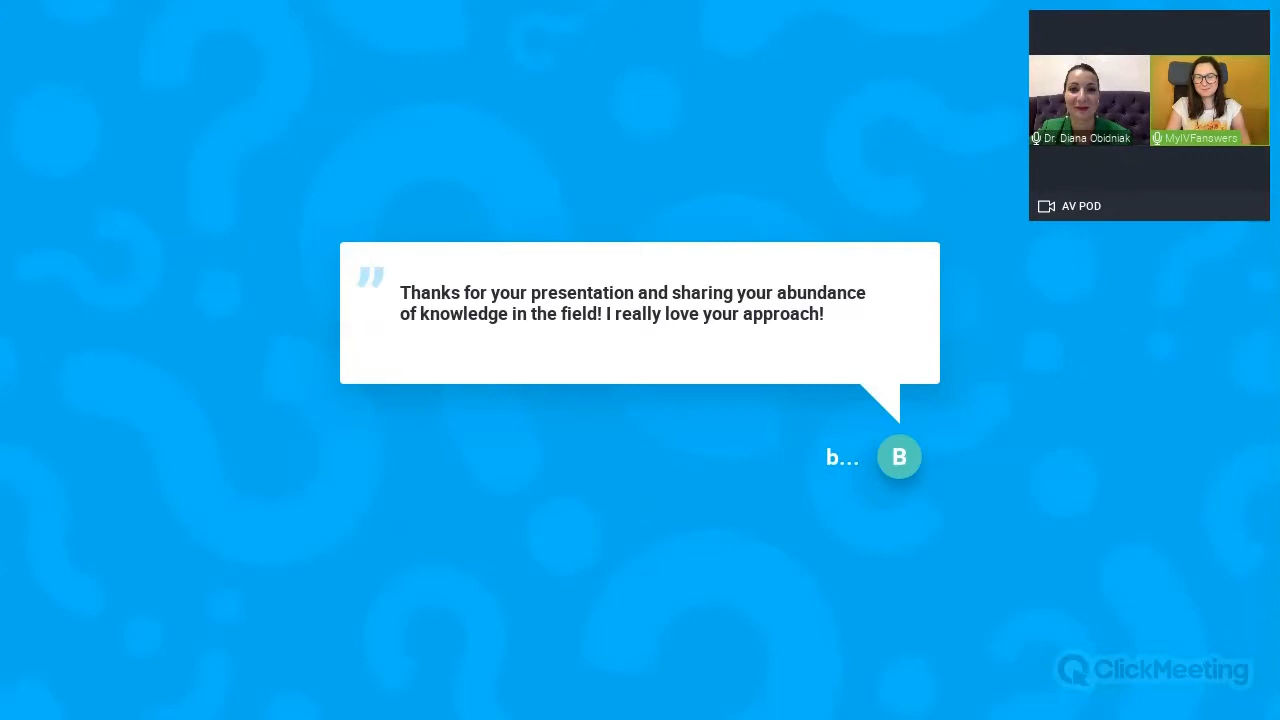 Dr. Diana Obidniak
MyIVFanswers
AV POD
Thanks for your presentation and sharing your abundance
of knowledge in the field! I really love your approach!
b...
B
ClickMeeting